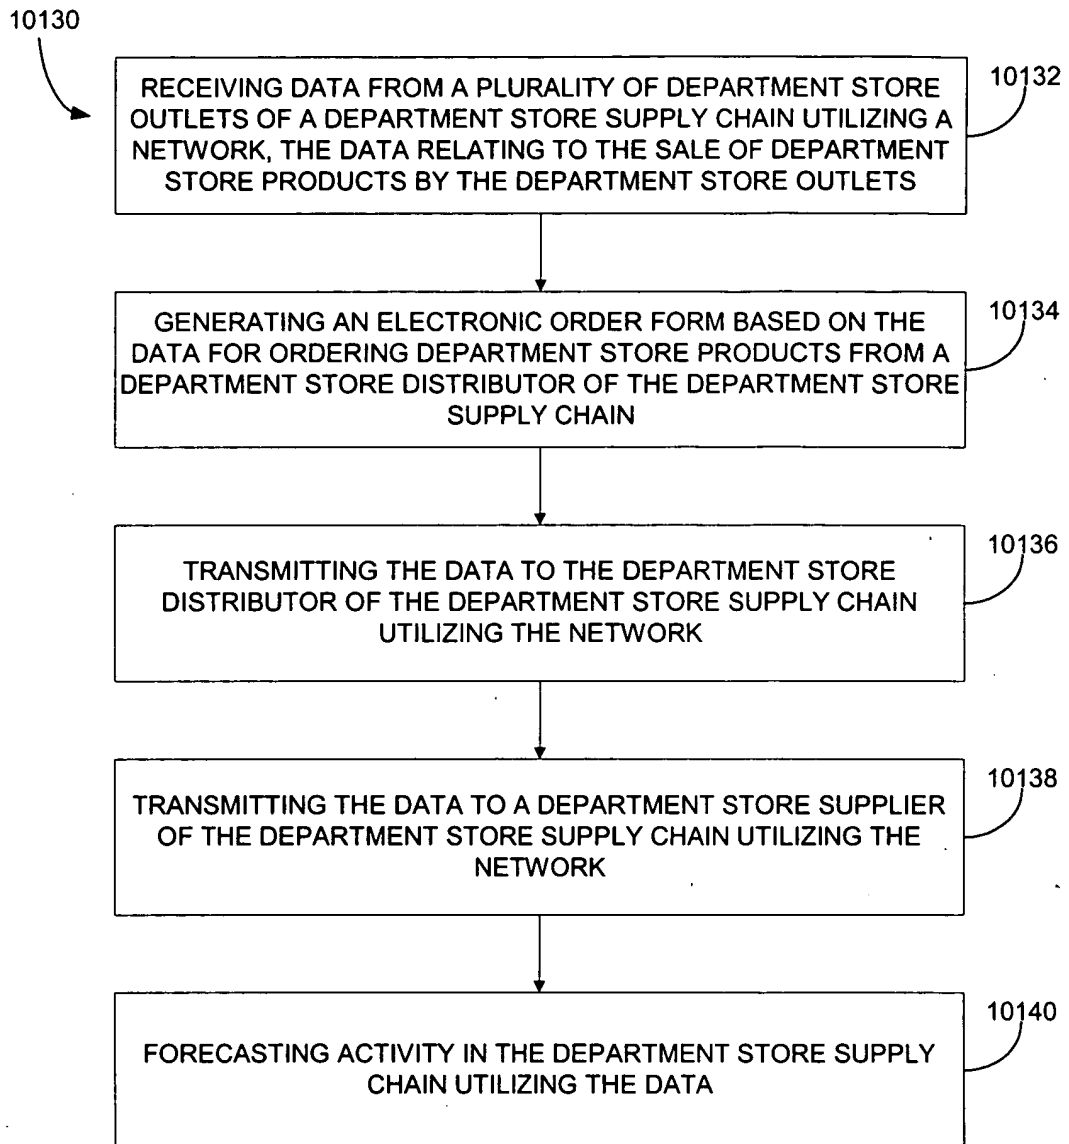 10130
RECEIVING DATA FROM A PLURALITY OF DEPARTMENT STORE
OUTLETS OF A DEPARTMENT STORE SUPPLY CHAIN UTILIZING A
NETWORK, THE DATA RELATING TO THE SALE OF DEPARTMENT
STORE PRODUCTS BY THE DEPARTMENT STORE OUTLETS
10132
GENERATING AN ELECTRONIC ORDER FORM BASED ON THE
DATA FOR ORDERING DEPARTMENT STORE PRODUCTS FROM A
DEPARTMENT STORE DISTRIBUTOR OF THE DEPARTMENT STORE
SUPPLY CHAIN
10134
TRANSMITTING THE DATA TO THE DEPARTMENT STORE
DISTRIBUTOR OF THE DEPARTMENT STORE SUPPLY CHAIN
UTILIZING THE NETWORK
10136
TRANSMITTING THE DATA TO A DEPARTMENT STORE SUPPLIER
OF THE DEPARTMENT STORE SUPPLY CHAIN UTILIZING THE
NETWORK
10138
FORECASTING ACTIVITY IN THE DEPARTMENT STORE SUPPLY
CHAIN UTILIZING THE DATA
10140